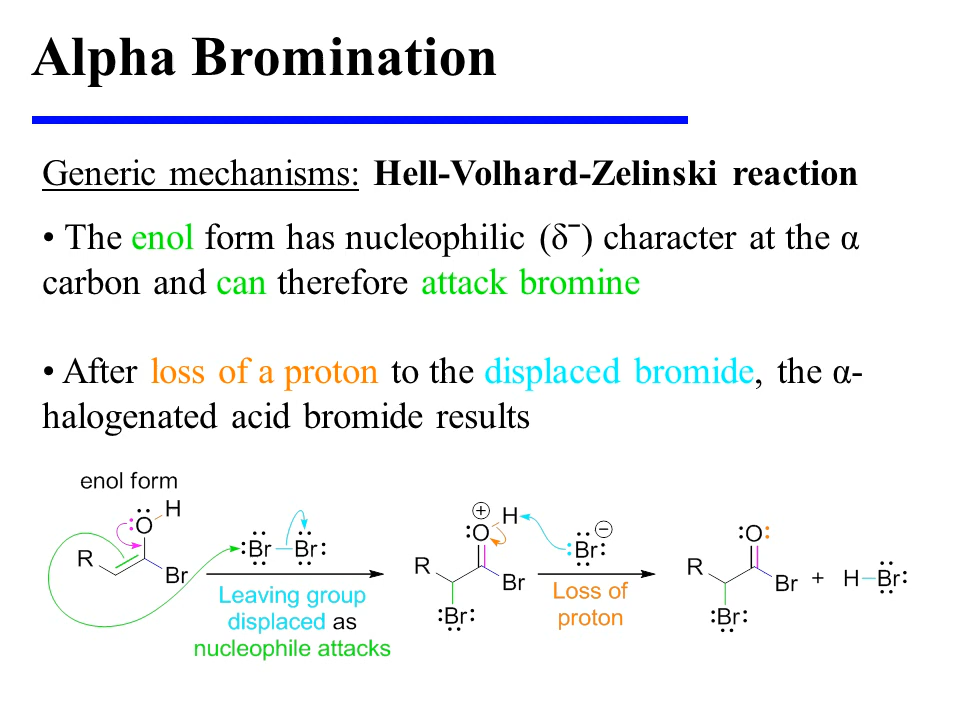 Alpha Bromination
Generic mechanisms: Hell-Volhard-Zelinski reaction
• The enol form has nucleophilic (δ⁻) character at the α
carbon and can therefore attack bromine
• After loss of a proton to the displaced bromide, the α-
halogenated acid bromide results
enol form
H
O
R
Br
Br Br
Leaving group
displaced as
nucleophile attacks
+
H
O
R
Br
Br
Br
−
Loss of
proton
O
R
Br
Br
+ H Br